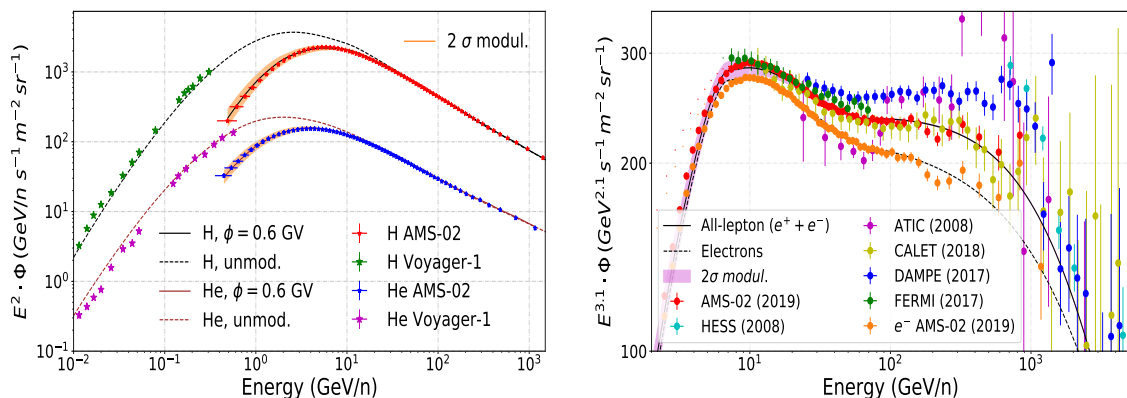 E² · Φ (GeV/n s⁻¹ m⁻² sr⁻¹)
10³
10²
10¹
10⁰
10⁻¹
2 σ modul.
H, ϕ = 0.6 GV
H, unmod.
He, ϕ = 0.6 GV
He, unmod.
H AMS-02
H Voyager-1
He AMS-02
He Voyager-1
10⁻² 10⁻¹ 10⁰ 10¹ 10² 10³
Energy (GeV/n)
E³·¹ · Φ (GeV²·¹ s⁻¹ m⁻² sr⁻¹)
300
200
100
All-lepton (e⁺ + e⁻)
Electrons
2σ modul.
AMS-02 (2019)
HESS (2008)
ATIC (2008)
CALET (2018)
DAMPE (2017)
FERMI (2017)
e⁻ AMS-02 (2019)
10¹ 10² 10³
Energy (GeV/n)